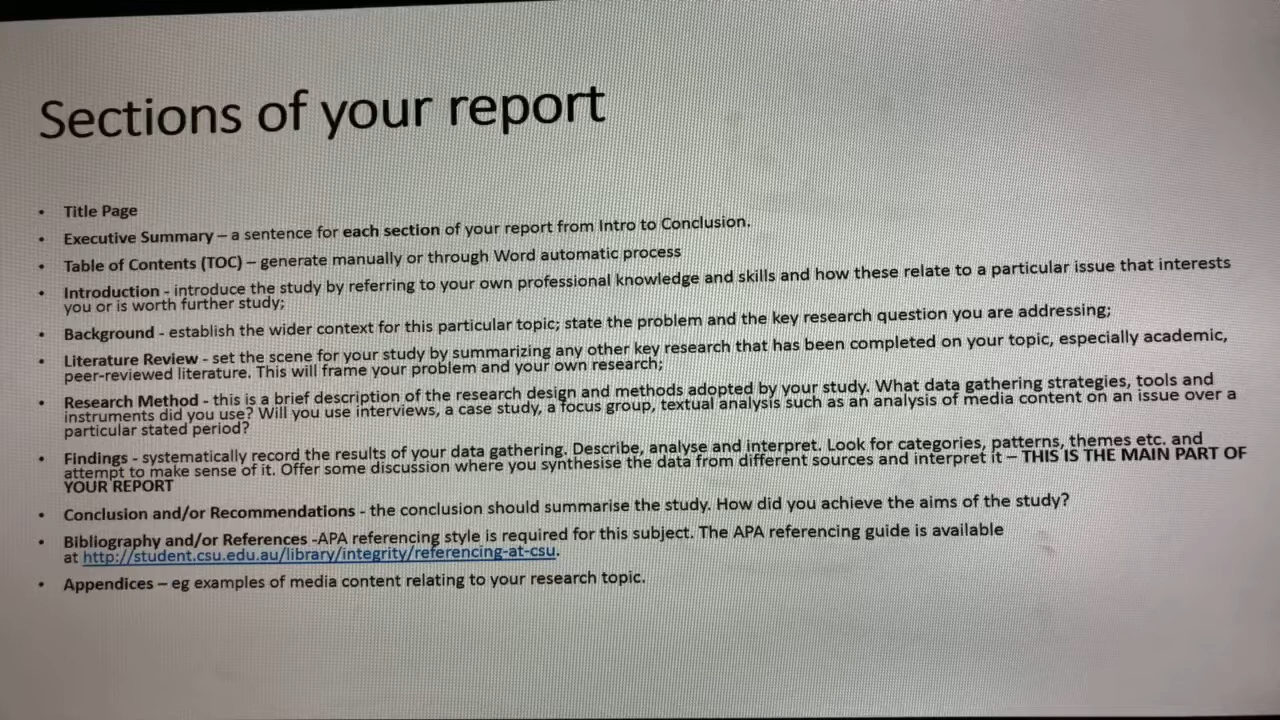 Sections of your report
• Title Page
• Executive Summary – a sentence for each section of your report from Intro to Conclusion.
• Table of Contents (TOC) – generate manually or through Word automatic process
• Introduction - introduce the study by referring to your own professional knowledge and skills and how these relate to a particular issue that interests
you or is worth further study;
• Background - establish the wider context for this particular topic; state the problem and the key research question you are addressing;
• Literature Review - set the scene for your study by summarizing any other key research that has been completed on your topic, especially academic,
peer-reviewed literature. This will frame your problem and your own research;
• Research Method - this is a brief description of the research design and methods adopted by your study. What data gathering strategies, tools and
instruments did you use? Will you use interviews, a case study, a focus group, textual analysis such as an analysis of media content on an issue over a
particular stated period?
• Findings - systematically record the results of your data gathering. Describe, analyse and interpret. Look for categories, patterns, themes etc. and
attempt to make sense of it. Offer some discussion where you synthesise the data from different sources and interpret it – THIS IS THE MAIN PART OF
YOUR REPORT
• Conclusion and/or Recommendations - the conclusion should summarise the study. How did you achieve the aims of the study?
• Bibliography and/or References -APA referencing style is required for this subject. The APA referencing guide is available
at http://student.csu.edu.au/library/integrity/referencing-at-csu.
• Appendices – eg examples of media content relating to your research topic.